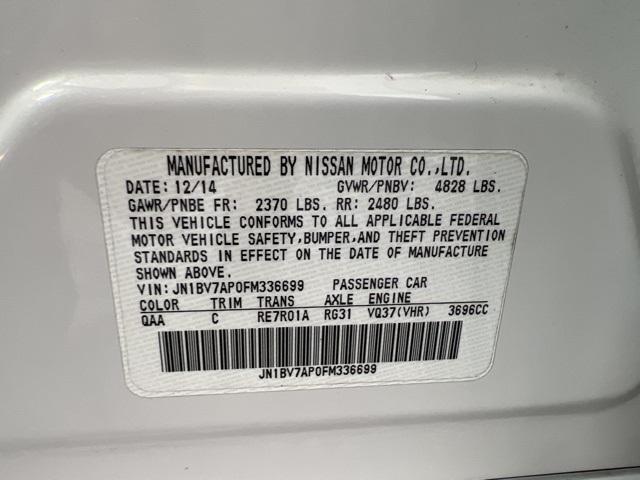 MANUFACTURED BY NISSAN MOTOR CO.,LTD.
DATE: 12/14 GVWR/PNBV: 4828 LBS.
GAWR/PNBE FR: 2370 LBS. RR: 2480 LBS.
THIS VEHICLE CONFORMS TO ALL APPLICABLE FEDERAL
MOTOR VEHICLE SAFETY,BUMPER,AND THEFT PREVENTION
STANDARDS IN EFFECT ON THE DATE OF MANUFACTURE
SHOWN ABOVE.
VIN: JN1BV7AP0FM336699 PASSENGER CAR
COLOR TRIM TRANS AXLE ENGINE
QAA C RE7R01A RG31 VQ37(VHR) 3696CC
JN1BV7AP0FM336699